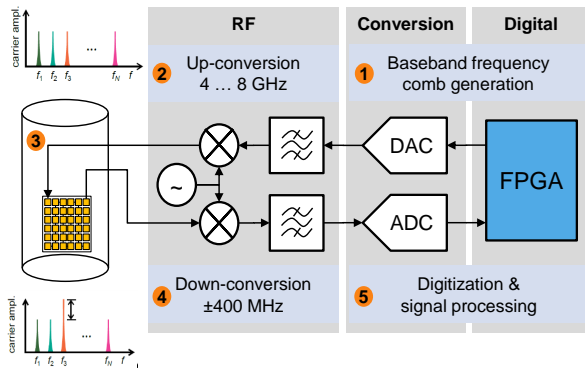 RF
Conversion
Digital
carrier ampl.
...
f1 f2 f3 fN f
2
Up-conversion
4 ... 8 GHz
1
Baseband frequency
comb generation
3
DAC
FPGA
~
ADC
4
Down-conversion
±400 MHz
5
Digitization &
signal processing
carrier ampl.
...
f1 f2 f3 fN f